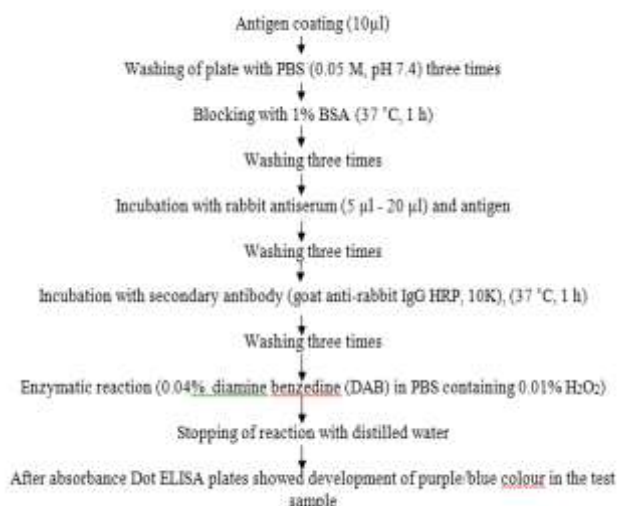 Antigen coating (10µl)
Washing of plate with PBS (0.05 M, pH 7.4) three times
Blocking with 1% BSA (37 ˚C, 1 h)
Washing three times
Incubation with rabbit antiserum (5 µl - 20 µl) and antigen
Washing three times
Incubation with secondary antibody (goat anti-rabbit IgG HRP, 10K), (37 ˚C, 1 h)
Washing three times
Enzymatic reaction (0.04% diamine benzedine (DAB) in PBS containing 0.01% H₂O₂)
Stopping of reaction with distilled water
After absorbance Dot ELISA plates showed development of purple/blue colour in the test
sample